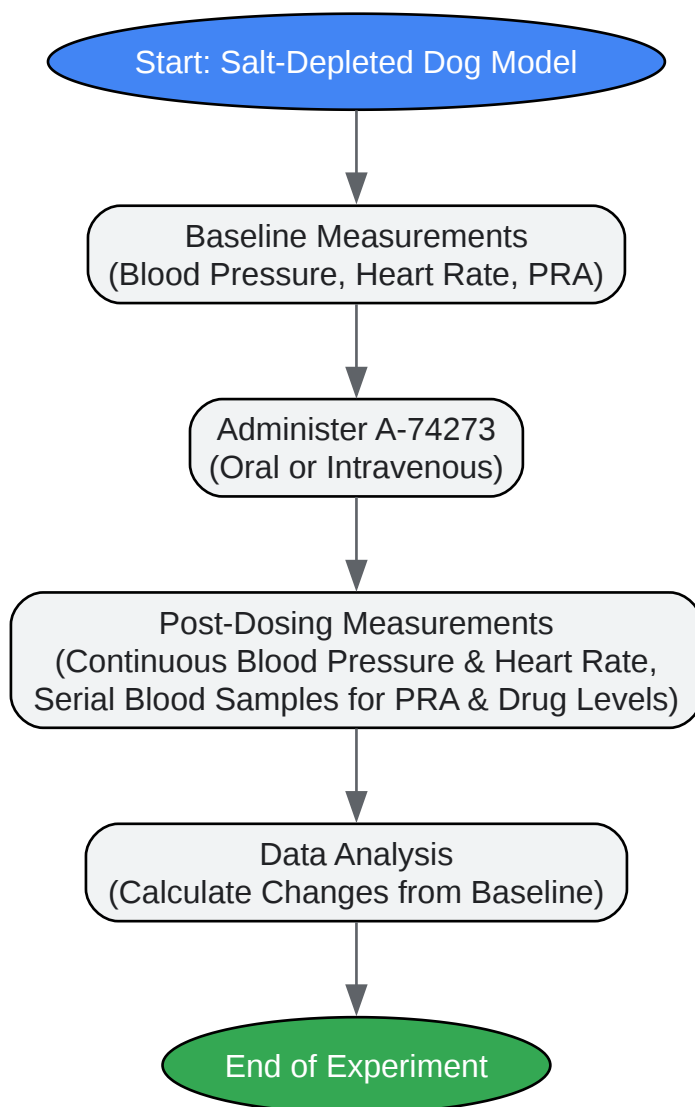 Start: Salt-Depleted Dog Model
Baseline Measurements
(Blood Pressure, Heart Rate, PRA)
Administer A-74273
(Oral or Intravenous)
Post-Dosing Measurements
(Continuous Blood Pressure & Heart Rate,
Serial Blood Samples for PRA & Drug Levels)
Data Analysis
(Calculate Changes from Baseline)
End of Experiment